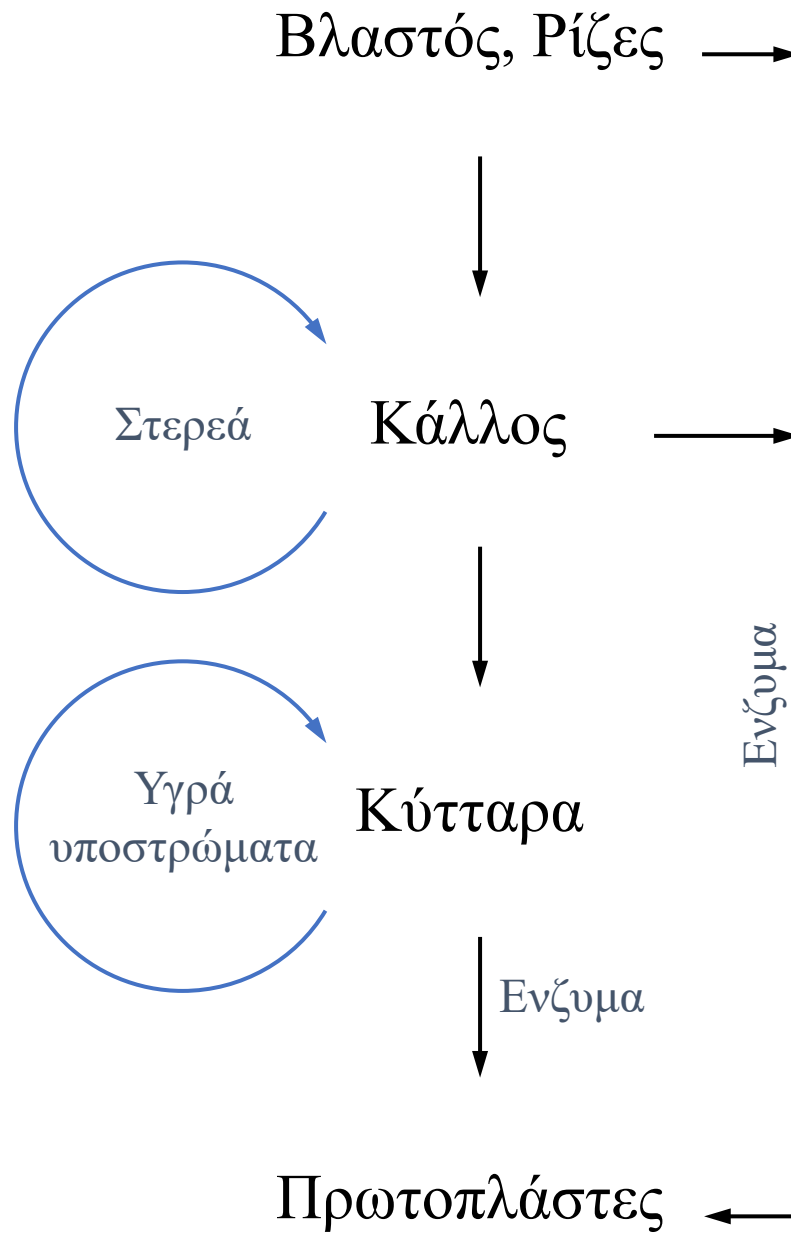 Βλαστός, Ρίζες
Στερεά
Κάλλος
Ενζυμα
Υγρά
υποστρώματα
Κύτταρα
Ενζυμα
Πρωτοπλάστες